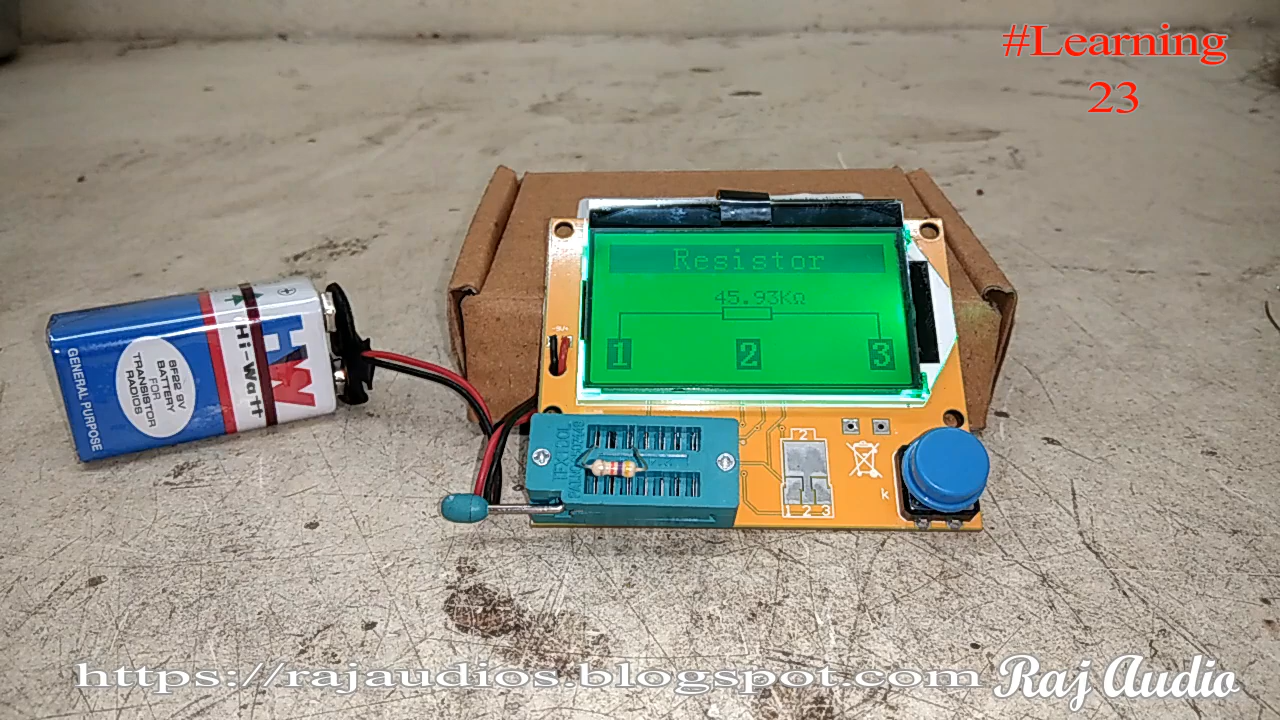 #Learning
23
Resistor
45.93KΩ
1 2 3
Hi-Watt
HW
6F22 9V
BATTERY
FOR
TRANSISTOR
RADIOS
GENERAL PURPOSE
TEXTOOL
2
1 2 3
K
https://rajaudios.blogspot.com
Raj Audio